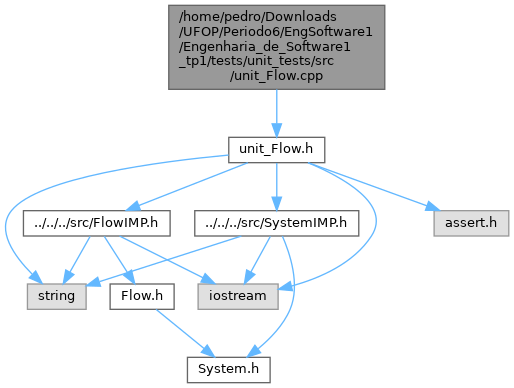 /home/pedro/Downloads
/UFOP/Periodo6/EngSoftware1
/Engenharia_de_Software1
_tp1/tests/unit_tests/src
/unit_Flow.cpp
unit_Flow.h
../../../src/FlowIMP.h
../../../src/SystemIMP.h
assert.h
string
Flow.h
iostream
System.h